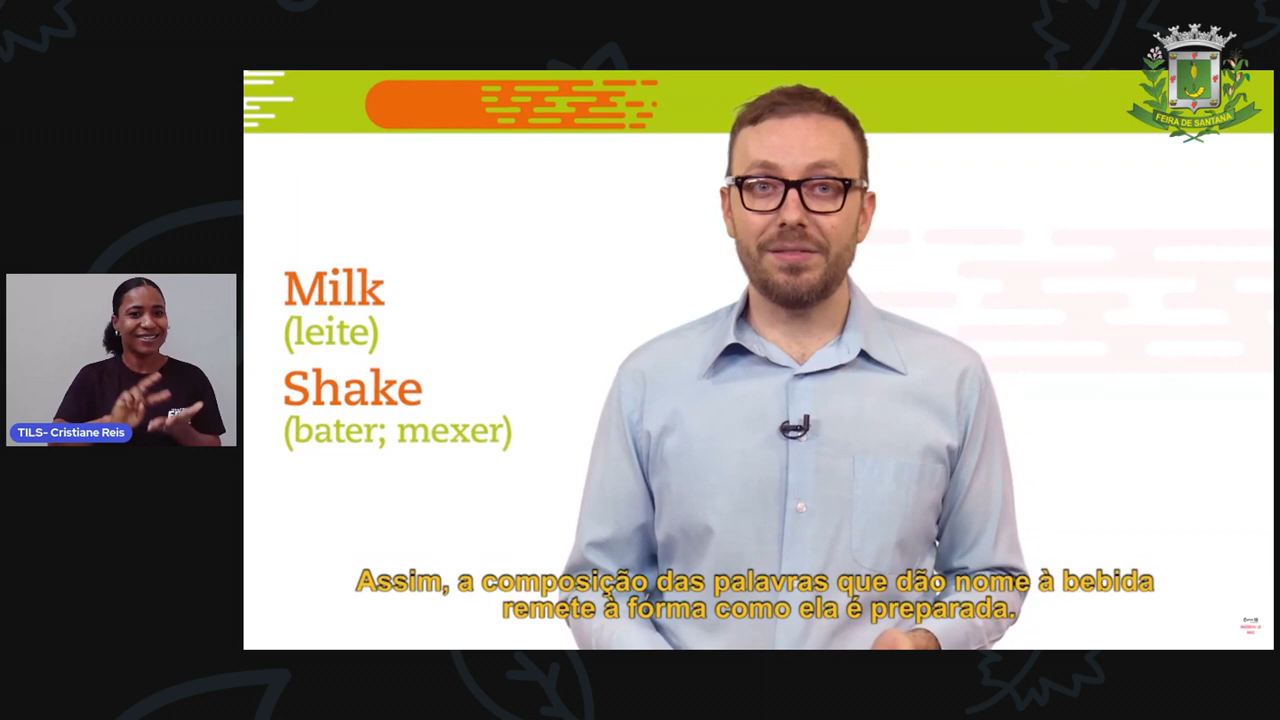 FEIRA DE SANTANA
Milk
(leite)
Shake
(bater; mexer)
TILS- Cristiane Reis
Assim, a composição das palavras que dão nome à bebida
remete à forma como ela é preparada.